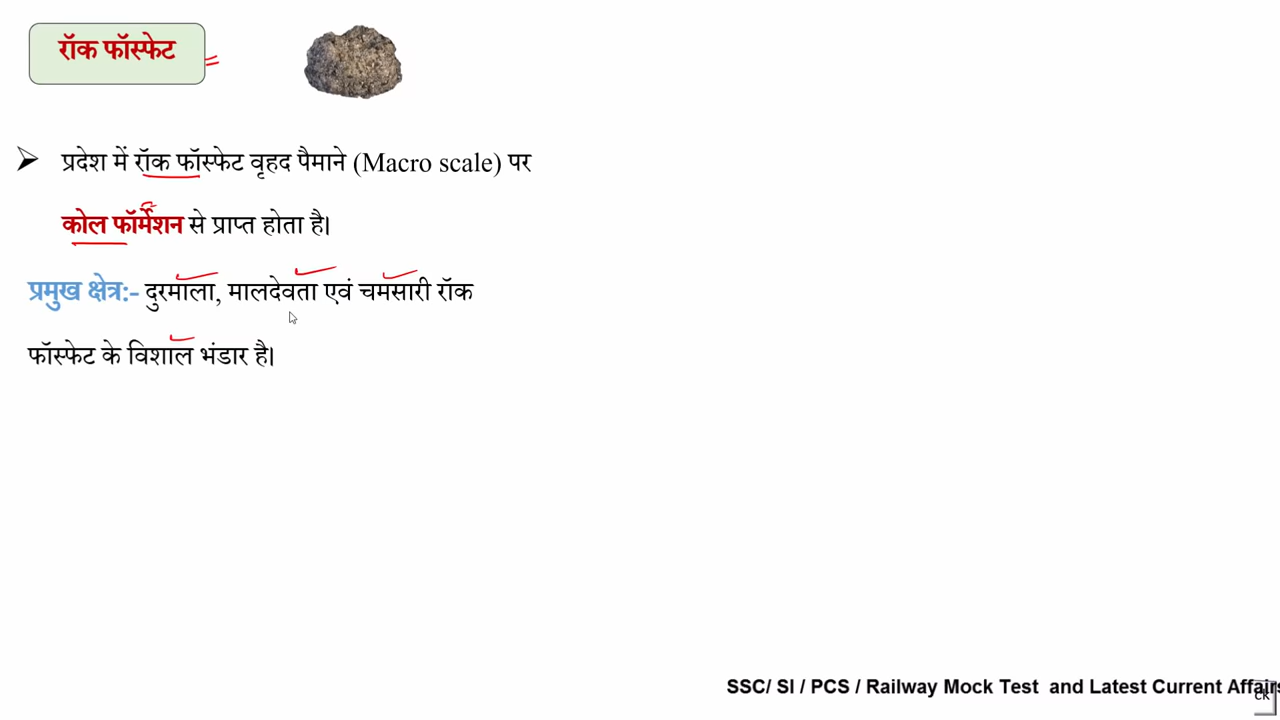 रॉक फॉस्फेट
➢ प्रदेश में रॉक फॉस्फेट वृहद पैमाने (Macro scale) पर
कोल फॉर्मेशन से प्राप्त होता है।
प्रमुख क्षेत्र:- दुरमाला, मालदेवता एवं चमसारी रॉक
फॉस्फेट के विशाल भंडार है।
SSC/ SI / PCS / Railway Mock Test and Latest Current Affairs
CK